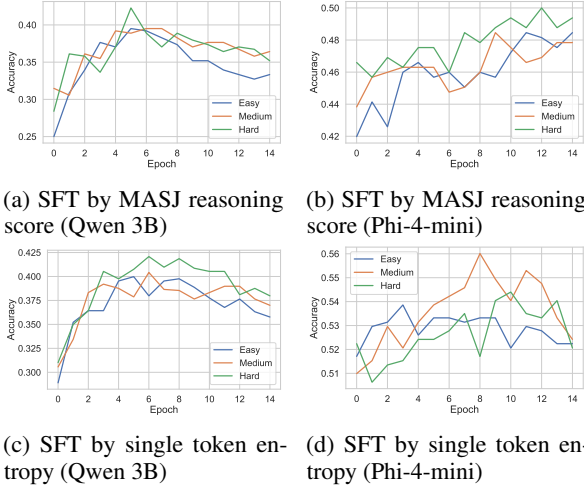 0.40
0.35
0.30
0.25
Accuracy
Easy
Medium
Hard
0 2 4 6 8 10 12 14
Epoch
(a) SFT by MASJ reasoning
score (Qwen 3B)
0.50
0.48
0.46
0.44
0.42
Accuracy
Easy
Medium
Hard
0 2 4 6 8 10 12 14
Epoch
(b) SFT by MASJ reasoning
score (Phi-4-mini)
0.425
0.400
0.375
0.350
0.325
0.300
Accuracy
Easy
Medium
Hard
0 2 4 6 8 10 12 14
Epoch
(c) SFT by single token en-
tropy (Qwen 3B)
0.56
0.55
0.53
0.52
0.51
Accuracy
Easy
Medium
Hard
0 2 4 6 8 10 12 14
Epoch
(d) SFT by single token en-
tropy (Phi-4-mini)